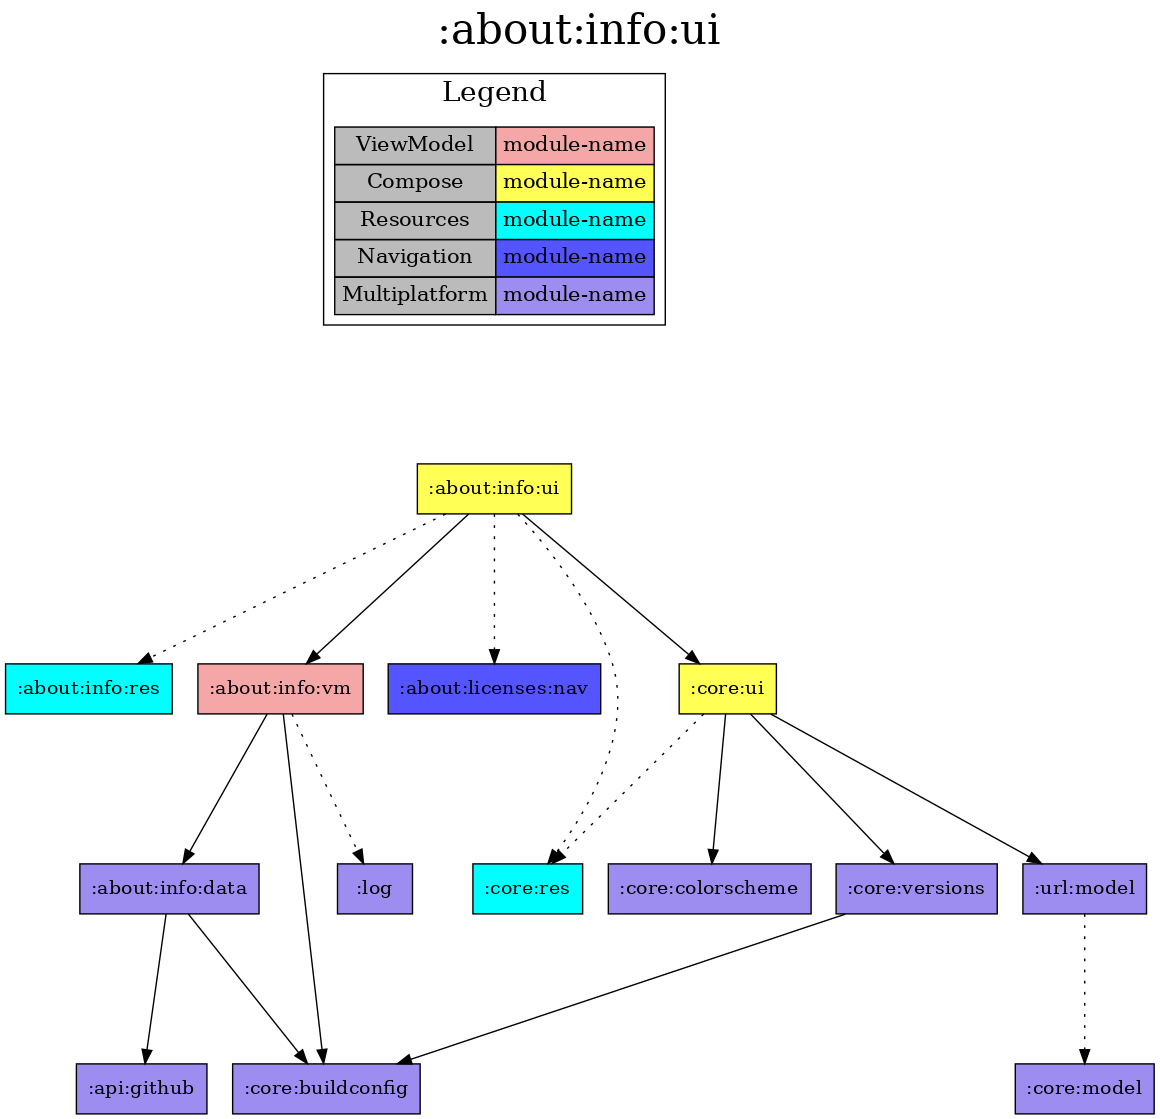 :about:info:ui
Legend
ViewModel module-name
Compose module-name
Resources module-name
Navigation module-name
Multiplatform module-name
:about:info:ui
:about:info:res
:about:info:vm
:about:licenses:nav
:core:ui
:about:info:data
:log
:core:res
:core:colorscheme
:core:versions
:url:model
:api:github
:core:buildconfig
:core:model